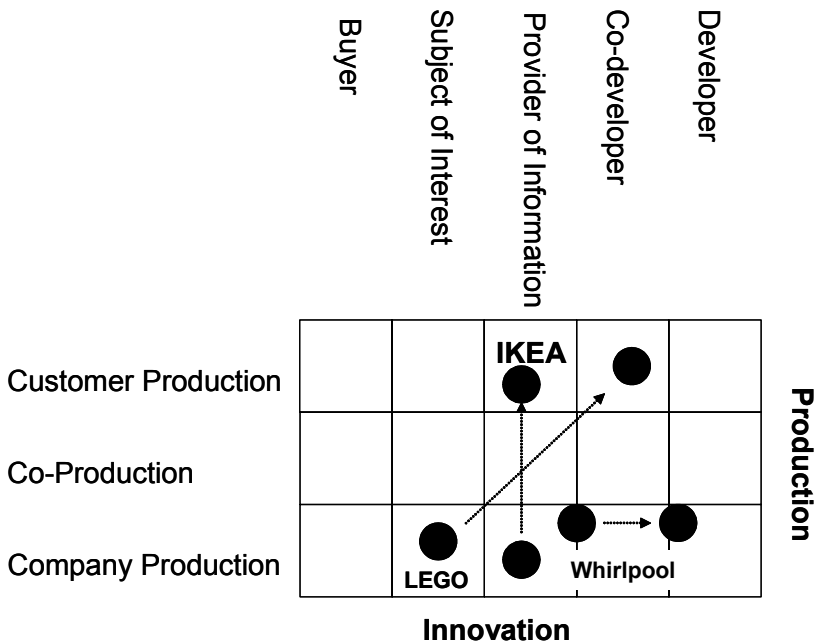 Buyer
Subject of Interest
Provider of Information
Co-developer
Developer
Customer Production
IKEA
Co-Production
Company Production
LEGO
Whirlpool
Production
Innovation